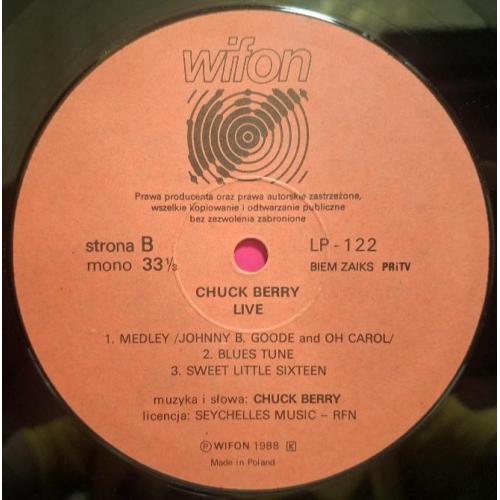 wifon
Prawa producenta oraz prawa autorskie zastrzeżone,
wszelkie kopiowanie i odtwarzanie publiczne
bez zezwolenia zabronione
strona B LP - 122
mono 33 ⅓ BIEM ZAIKS PRiTV
CHUCK BERRY
LIVE
1. MEDLEY /JOHNNY B. GOODE and OH CAROL/
2. BLUES TUNE
3. SWEET LITTLE SIXTEEN
muzyka i słowa: CHUCK BERRY
licencja: SEYCHELLES MUSIC – RFN
Ⓟ WIFON 1988 K
Made in Poland